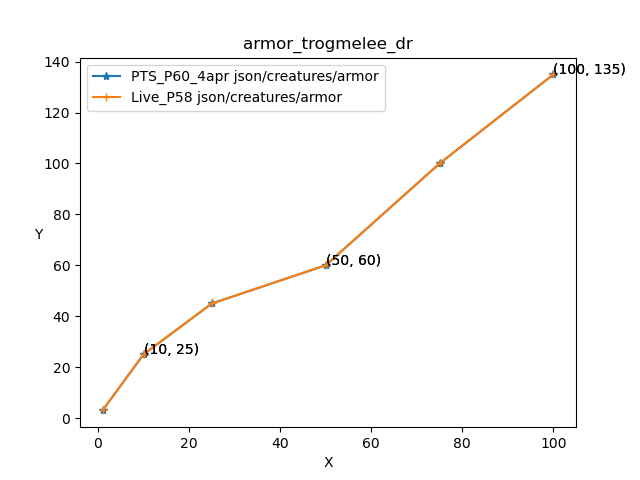 armor_trogmelee_dr
140
120
100
80
60
40
20
0
Y
PTS_P60_4apr json/creatures/armor
Live_P58 json/creatures/armor
(100, 135)
(50, 60)
(10, 25)
0 20 40 60 80 100
X